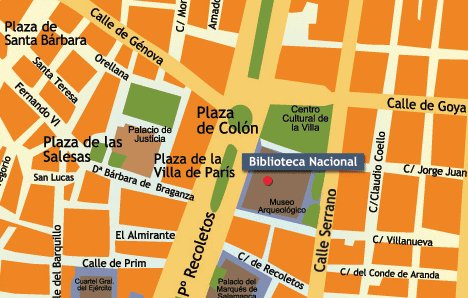 Plaza de
Santa Bárbara
Calle de Génova
Orellana
Santa Teresa
Fernando VI
C/ Mo
Amado
Plaza
de Colón
Centro
Cultural de
la Villa
Calle de Goya
Palacio de
Justicia
Plaza de las
Salesas
Plaza de la
Villa de París
Biblioteca Nacional
San Lucas
Dª Bárbara de Braganza
Museo
Arqueológico
C/Claudio Coello
C/ Jorge Juan
El Almirante
Calle de Prim
Pº Recoletos
Calle Serrano
C/ Villanueva
C/ de Recoletos
C/ del Conde de Aranda
Cuartel Gral. del
Ejército
Palacio del
Marqués de
Salamanca
le del Barquillo
egorio